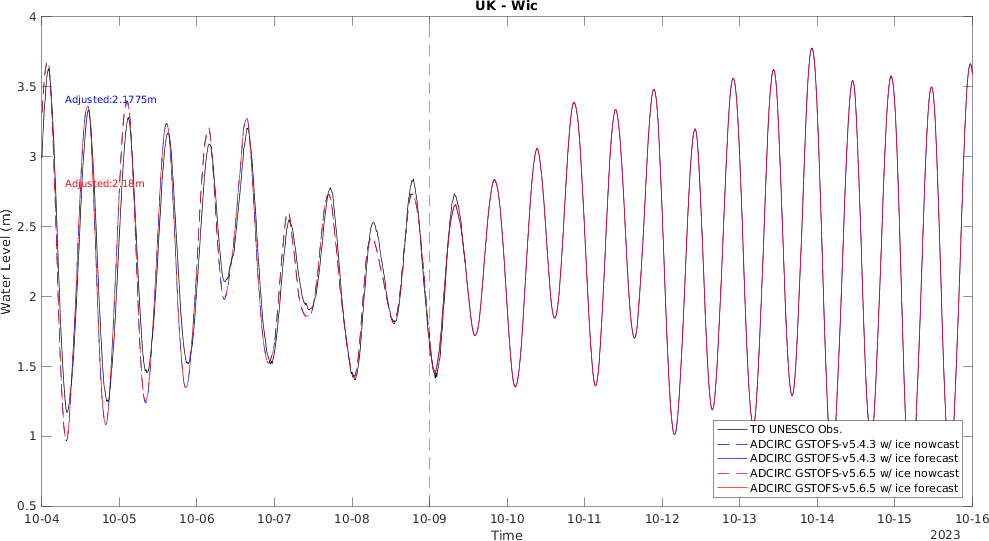 UK - Wic
4
3.5
3
2.5
2
1.5
1
0.5
Water Level (m)
Adjusted:2.1775m
Adjusted:2.18m
TD UNESCO Obs.
ADCIRC GSTOFS-v5.4.3 w/ ice nowcast
ADCIRC GSTOFS-v5.4.3 w/ ice forecast
ADCIRC GSTOFS-v5.6.5 w/ ice nowcast
ADCIRC GSTOFS-v5.6.5 w/ ice forecast
10-04 10-05 10-06 10-07 10-08 10-09 10-10 10-11 10-12 10-13 10-14 10-15 10-16
Time
2023